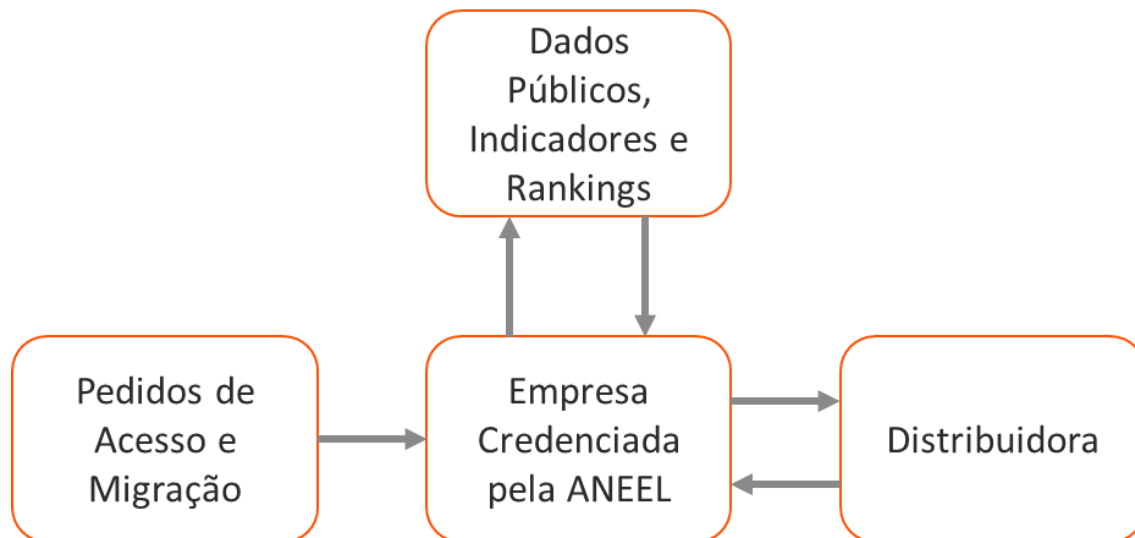 Dados
Públicos,
Indicadores e
Rankings
Pedidos de
Acesso e
Migração
Empresa
Credenciada
pela ANEEL
Distribuidora